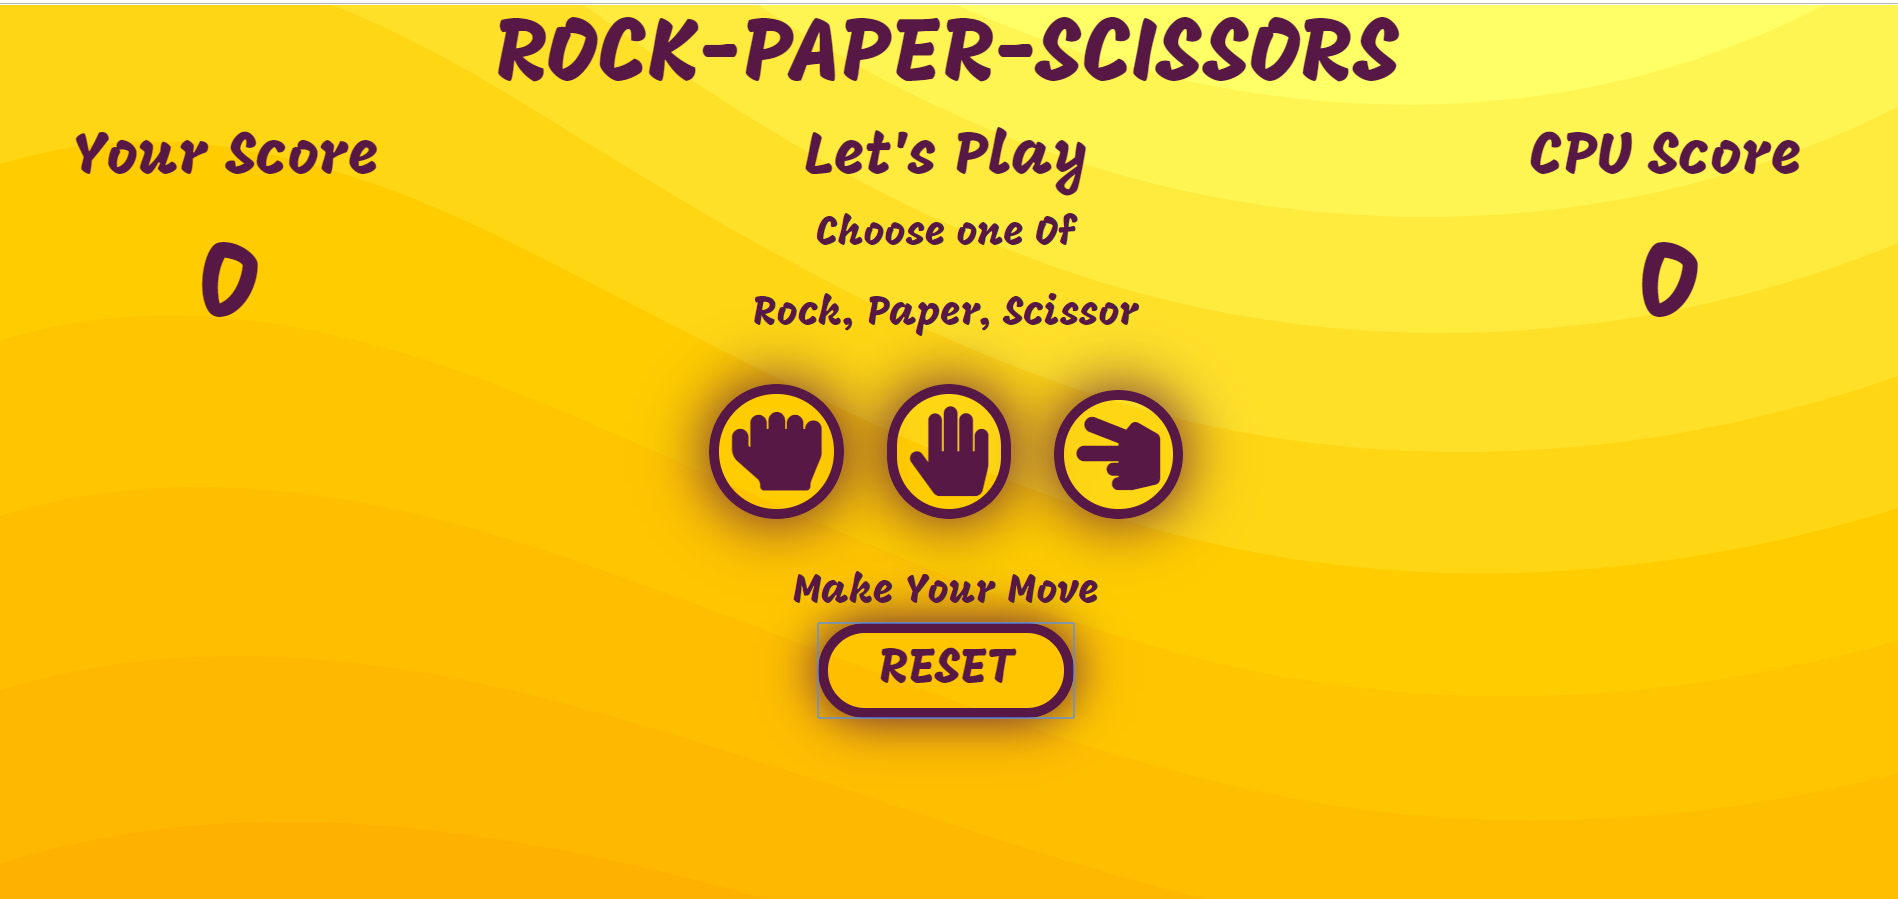 ROCK-PAPER-SCISSORS
Your Score
Let's Play
CPU Score
Choose one Of
0
0
Rock, Paper, Scissor
Make Your Move
RESET